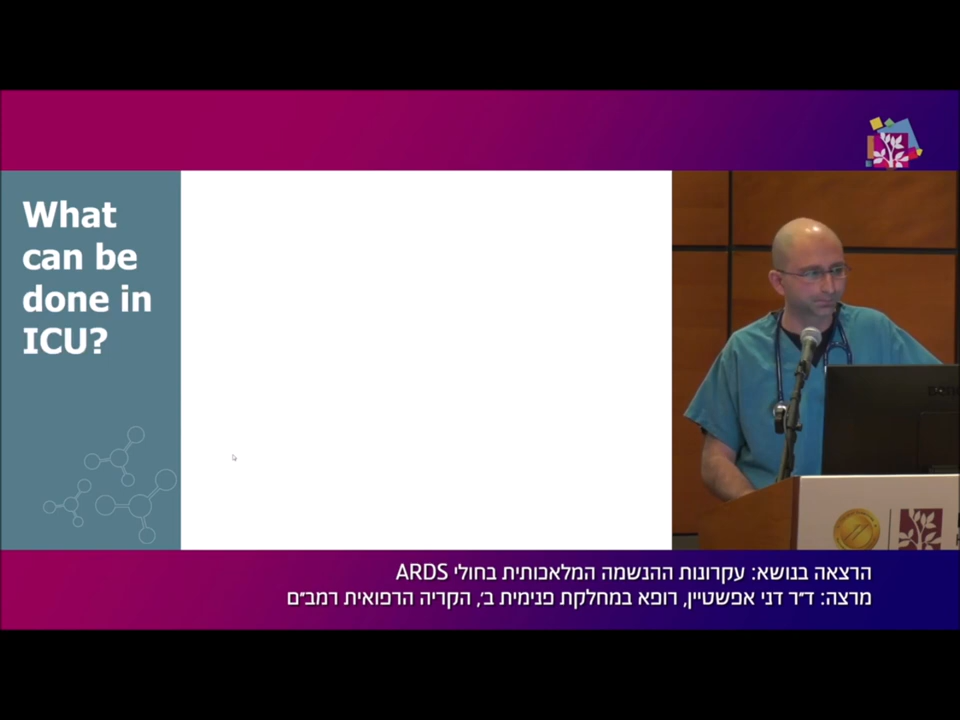 What
can be
done in
ICU?
הרצאה בנושא: עקרונות ההנשמה המלאכותית בחולי ARDS
מרצה: ד״ר דני אפשטיין, רופא במחלקת פנימית ב׳, הקריה הרפואית רמב״ם